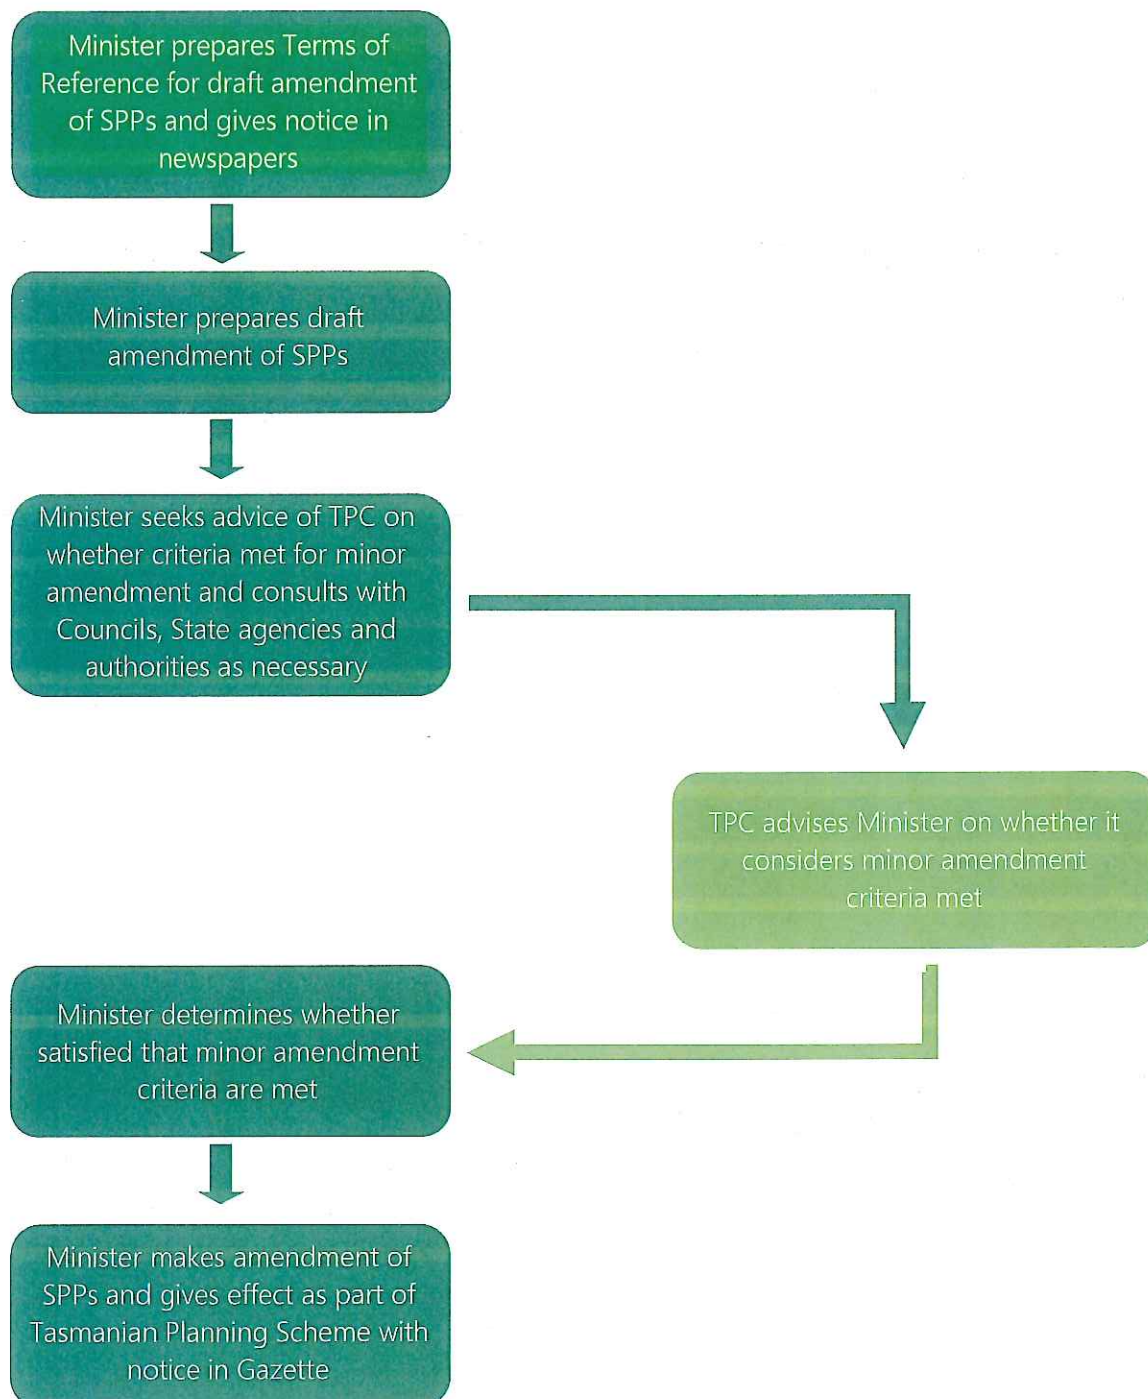 Minister prepares Terms of
Reference for draft amendment
of SPPs and gives notice in
newspapers
Minister prepares draft
amendment of SPPs
Minister seeks advice of TPC on
whether criteria met for minor
amendment and consults with
Councils, State agencies and
authorities as necessary
TPC advises Minister on whether it
considers minor amendment
criteria met
Minister determines whether
satisfied that minor amendment
criteria are met
Minister makes amendment of
SPPs and gives effect as part of
Tasmanian Planning Scheme with
notice in Gazette